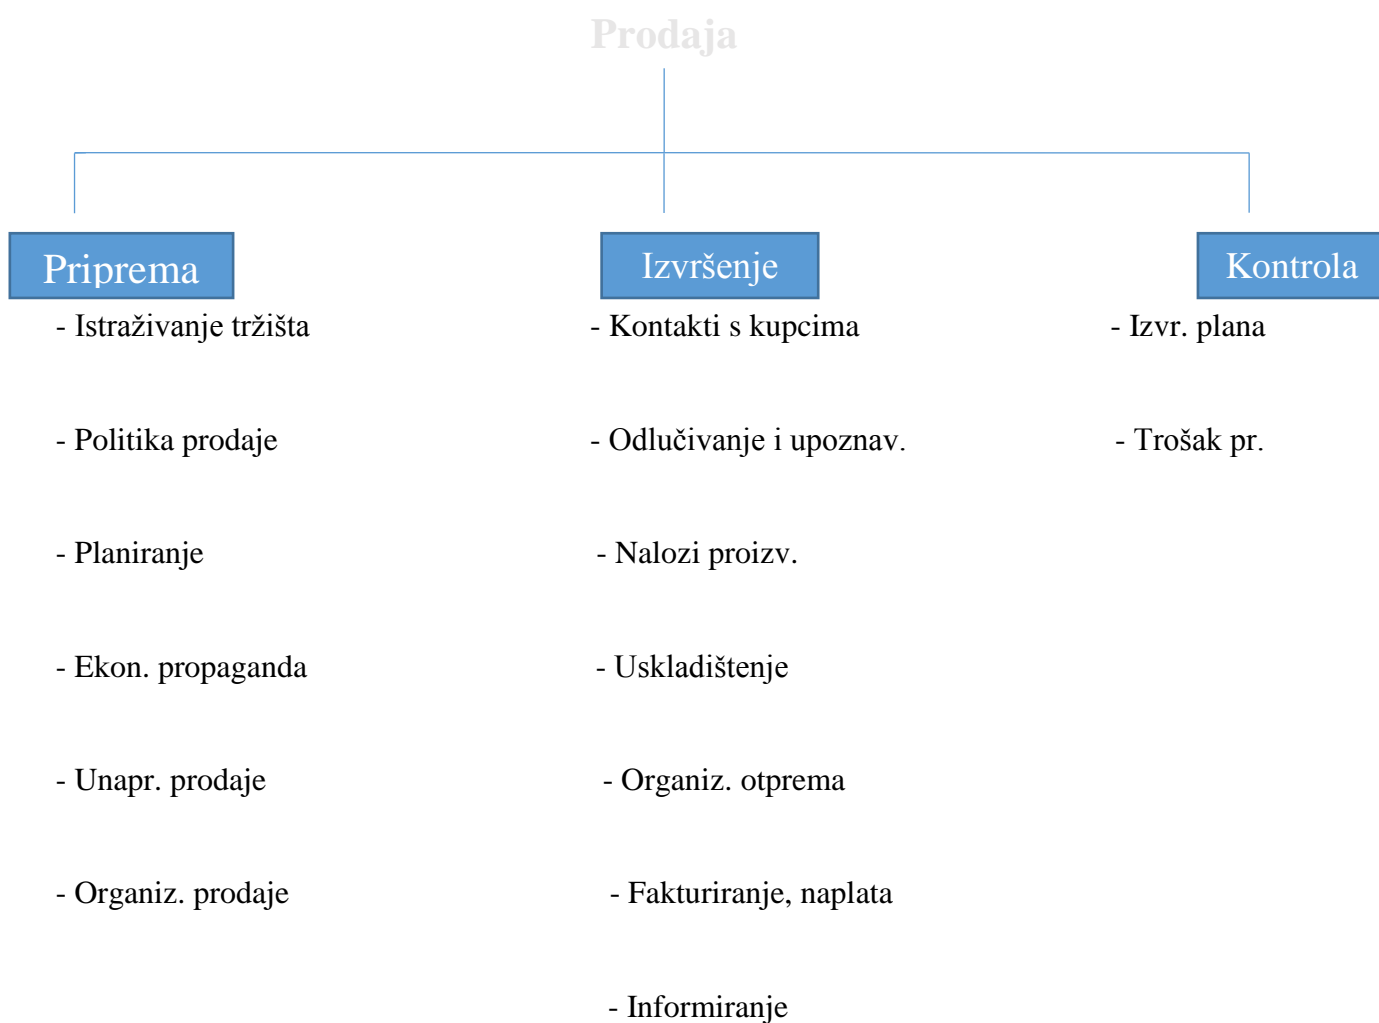 Prodaja
Priprema
Izvršenje
Kontrola
- Istraživanje tržišta
- Kontakti s kupcima
- Izvr. plana
- Politika prodaje
- Odlučivanje i upoznav.
- Trošak pr.
- Planiranje
- Nalozi proizv.
- Ekon. propaganda
- Uskladištenje
- Unapr. prodaje
- Organiz. otprema
- Organiz. prodaje
- Fakturiranje, naplata
- Informiranje